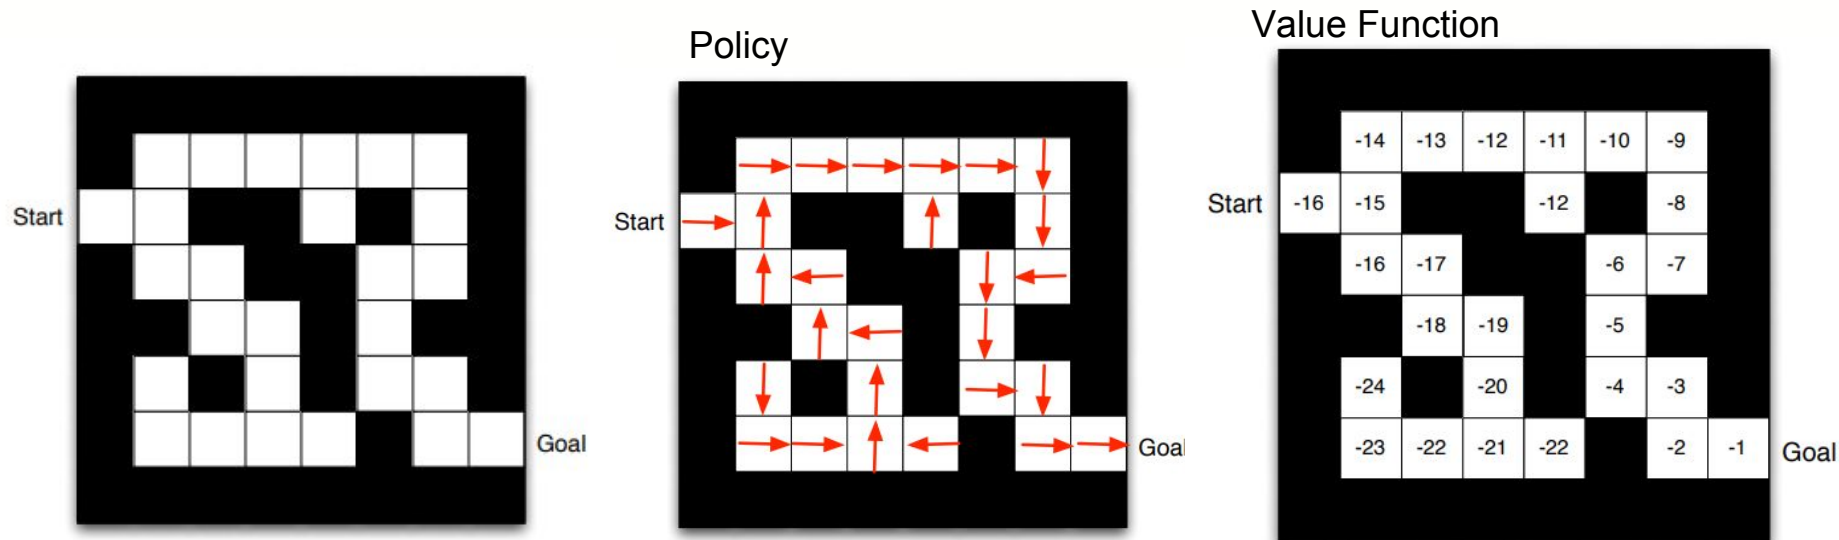 Policy
Value Function
Start
Goal
Start
Goal
-14 -13 -12 -11 -10 -9
Start -16 -15 -12 -8
-16 -17 -6 -7
-18 -19 -5
-24 -20 -4 -3
-23 -22 -21 -22 -2 -1 Goal